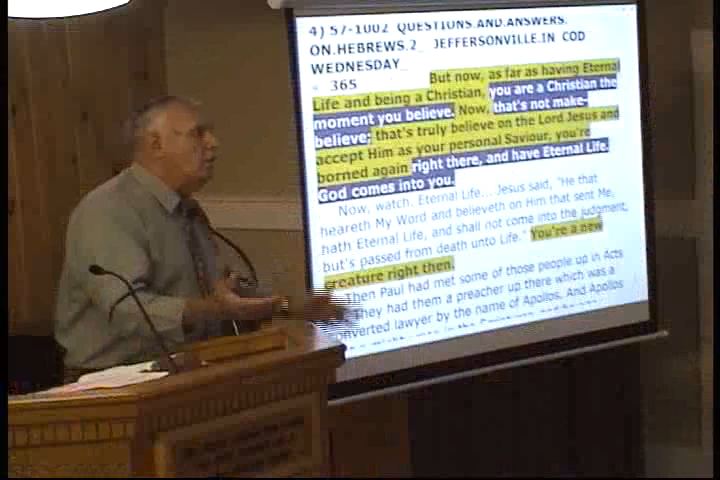 4) 57-1002 QUESTIONS.AND.ANSWERS.
ON.HEBREWS.2_ JEFFERSONVILLE.IN COD
WEDNESDAY_
365 But now, as far as having Eternal
Life and being a Christian, you are a Christian the
moment you believe. Now, that's not make-
believe; that's truly believe on the Lord Jesus and
accept Him as your personal Saviour, you're
borned again right there, and have Eternal Life.
God comes into you.
Now, watch. Eternal Life... Jesus said, "He that
heareth My Word and believeth on Him that sent Me,
hath Eternal Life, and shall not come into the judgment,
but's passed from death unto Life." You're a new
creature right then.
Then Paul had met some of those people up in Acts
They had them a preacher up there which was a
onverted lawyer by the name of Apollos. And Apollos